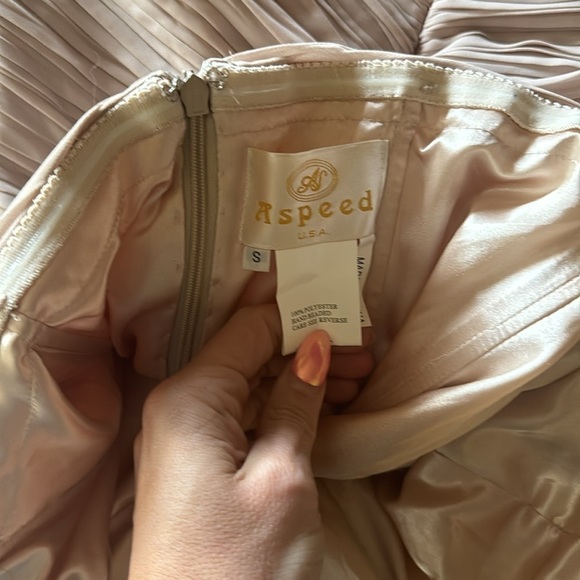 Aspeed
U.S.A.
S
100% POLYESTER
HAND BEADED
CARE SEE REVERSE